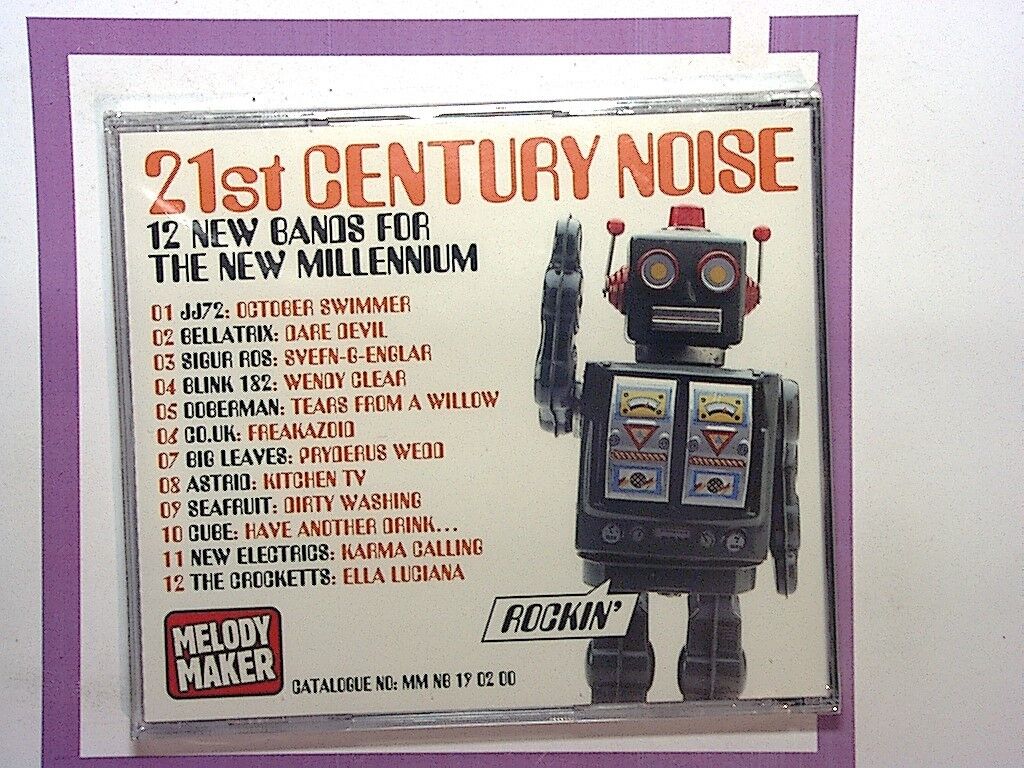 21st CENTURY NOISE
12 NEW BANDS FOR
THE NEW MILLENNIUM
01 JJ72: OCTOBER SWIMMER
02 BELLATRIX: DARE DEVIL
03 SIGUR ROS: SVEFN-G-ENGLAR
04 BLINK 182: WENDY CLEAR
05 DOBERMAN: TEARS FROM A WILLOW
06 CO.UK: FREAKAZOID
07 BIG LEAVES: PRYDERUS WEDD
08 ASTRID: KITCHEN TV
09 SEAFRUIT: DIRTY WASHING
10 CUBE: HAVE ANOTHER DRINK...
11 NEW ELECTRICS: KARMA CALLING
12 THE CROCKETTS: ELLA LUCIANA
ROCKIN'
MELODY
MAKER
CATALOGUE NO: MM NB 19 02 00